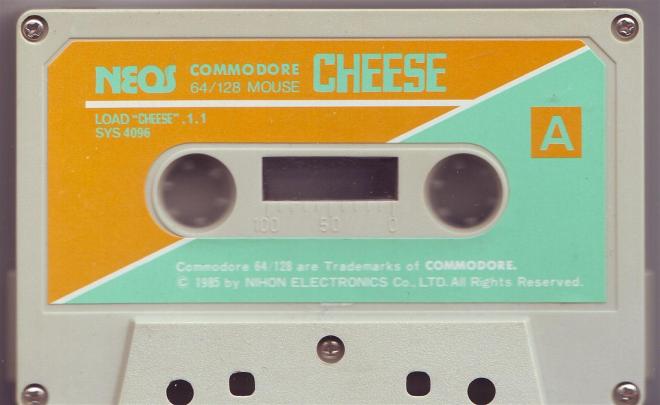 NEOS COMMODORE CHEESE
64/128 MOUSE
LOAD "CHEESE",1.1
SYS 4096
A
100 50 0
Commodore 64/128 are Trademarks of COMMODORE.
© 1985 by NIHON ELECTRONICS Co., LTD. All Rights Reserved.